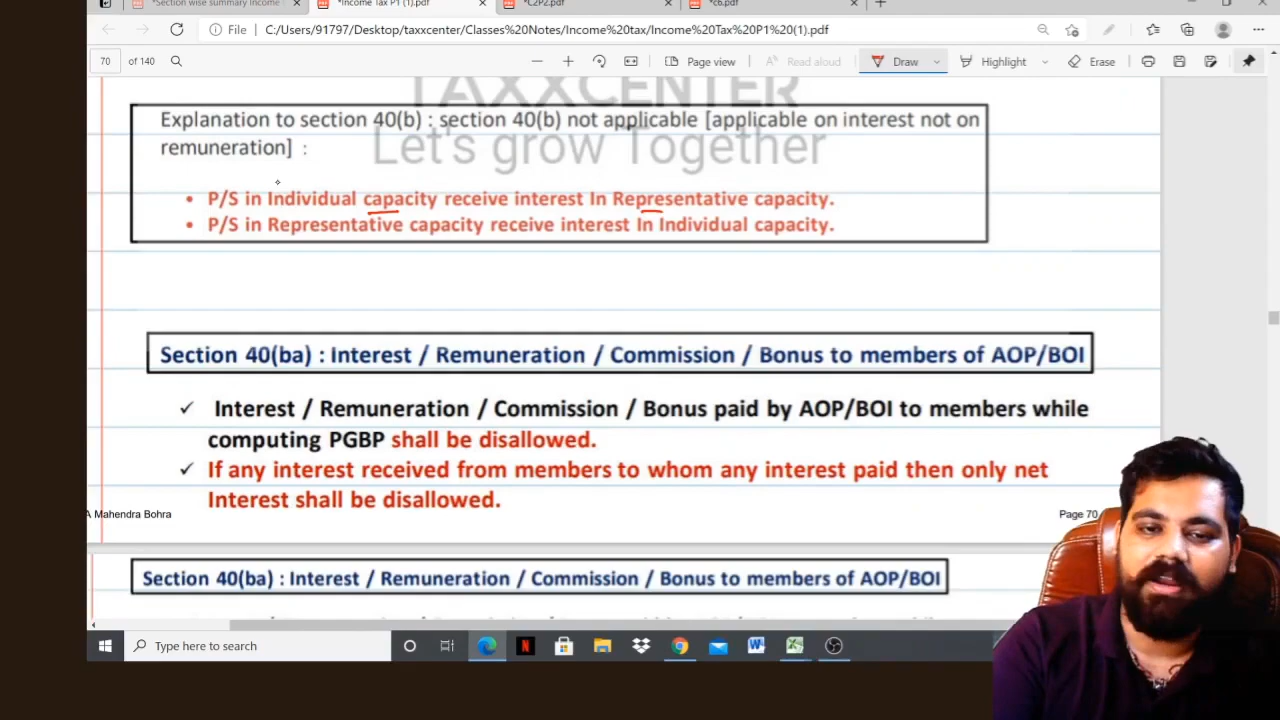 *Section wise summary Income
*Income Tax P1 (1).pdf
*C2P2.pdf
*c6.pdf
File
C:/Users/91797/Desktop/taxxcenter/Classes%20Notes/Income%20tax/Income%20Tax%20P1%20(1).pdf
70 of 140
Page view
Read aloud
Draw
Highlight
Erase
TAXXCENTER
Let's grow Together
Explanation to section 40(b) : section 40(b) not applicable [applicable on interest not on
remuneration] :
• P/S in Individual capacity receive interest In Representative capacity.
• P/S in Representative capacity receive interest In Individual capacity.
Section 40(ba) : Interest / Remuneration / Commission / Bonus to members of AOP/BOI
✓ Interest / Remuneration / Commission / Bonus paid by AOP/BOI to members while
computing PGBP shall be disallowed.
✓ If any interest received from members to whom any interest paid then only net
Interest shall be disallowed.
A Mahendra Bohra
Page 70
Section 40(ba) : Interest / Remuneration / Commission / Bonus to members of AOP/BOI
Type here to search